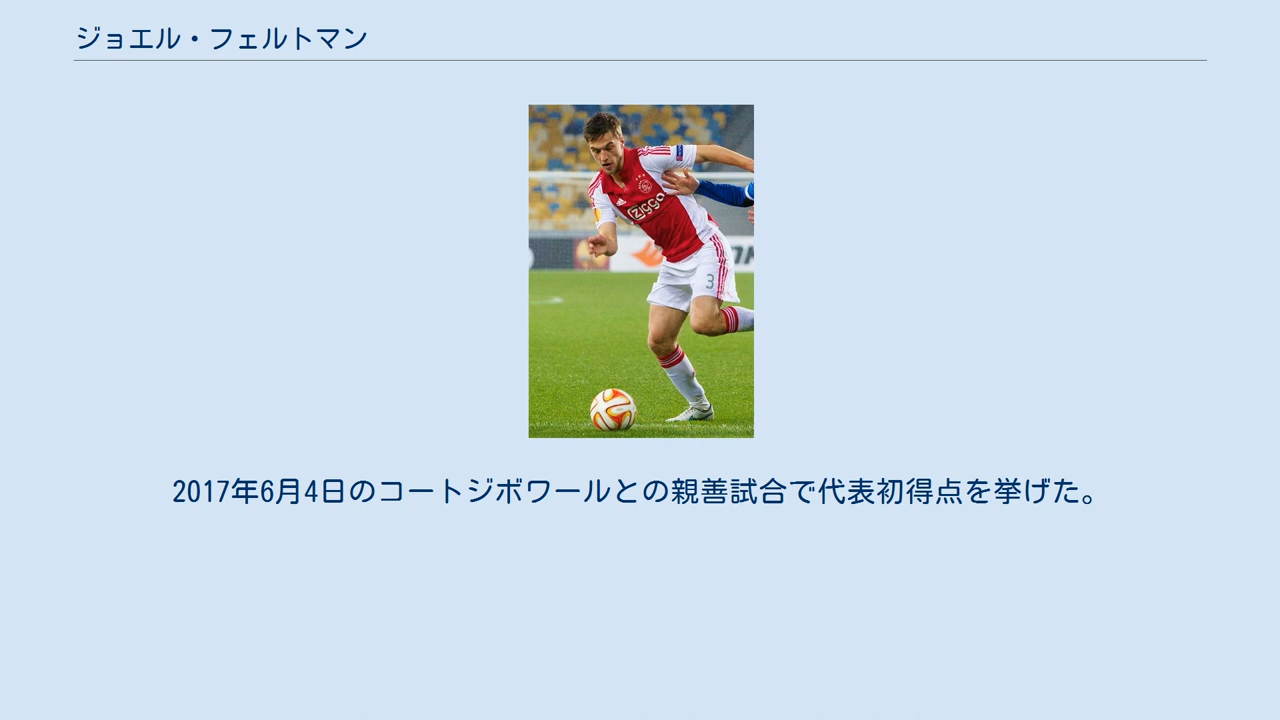 ジョエル・フェルトマン
ziggo
3
2017年6月4日のコートジボワールとの親善試合で代表初得点を挙げた。